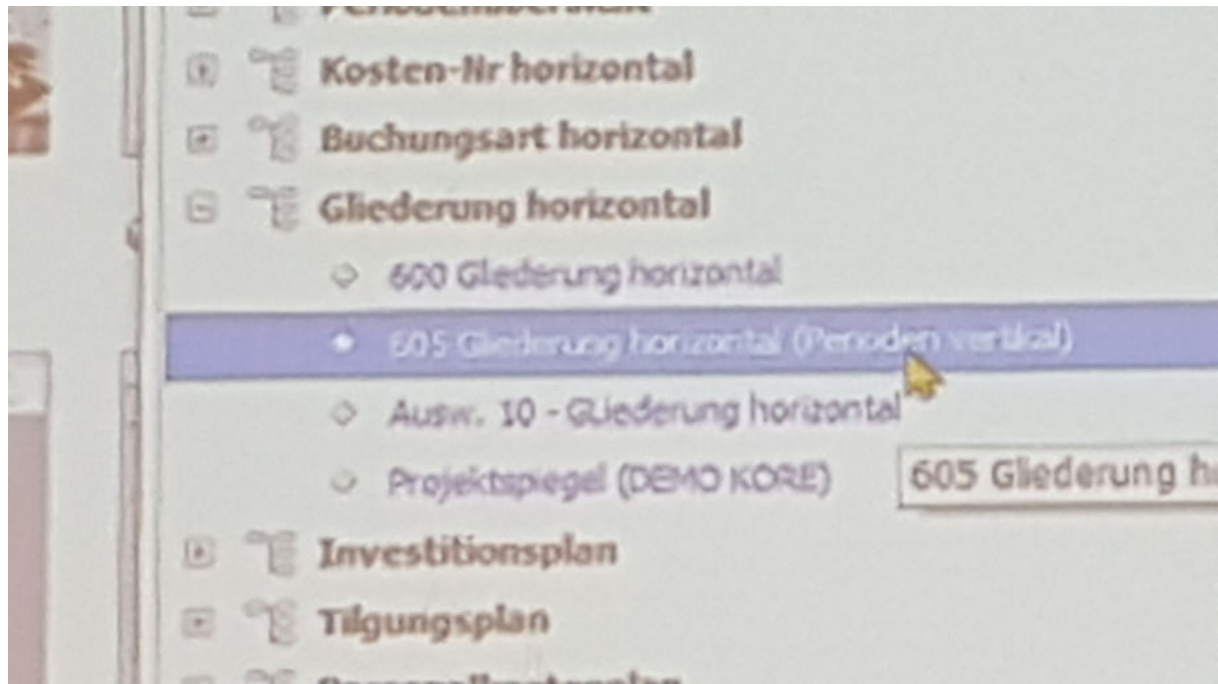 Kosten-Nr horizontal
Buchungsart horizontal
Gliederung horizontal
600 Gliederung horizontal
605 Gliederung horizontal (Perioden vertikal)
Ausw. 10 - GLiederung horizontal
Projektspiegel (DEMO KORE)
605 Gliederung h
Investitionsplan
Tilgungsplan